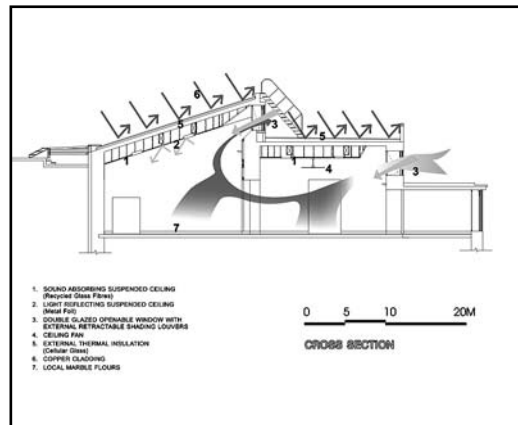 6
5
5
3
2
1
1
4
3
7
1. SOUND ABSORBING SUSPENDED CEILING
(Recycled Glass Fibres)
2. LIGHT REFLECTING SUSPENDED CEILING
(Metal Foil)
3. DOUBLE GLAZED OPENABLE WINDOW WITH
EXTERNAL RETRACTABLE SHADING LOUVERS
4. CEILING FAN
5. EXTERNAL THERMAL INSULATION
(Cellular Glass)
6. COPPER CLADDING
7. LOCAL MARBLE FLOURS
0 5 10 20M
CROSS SECTION